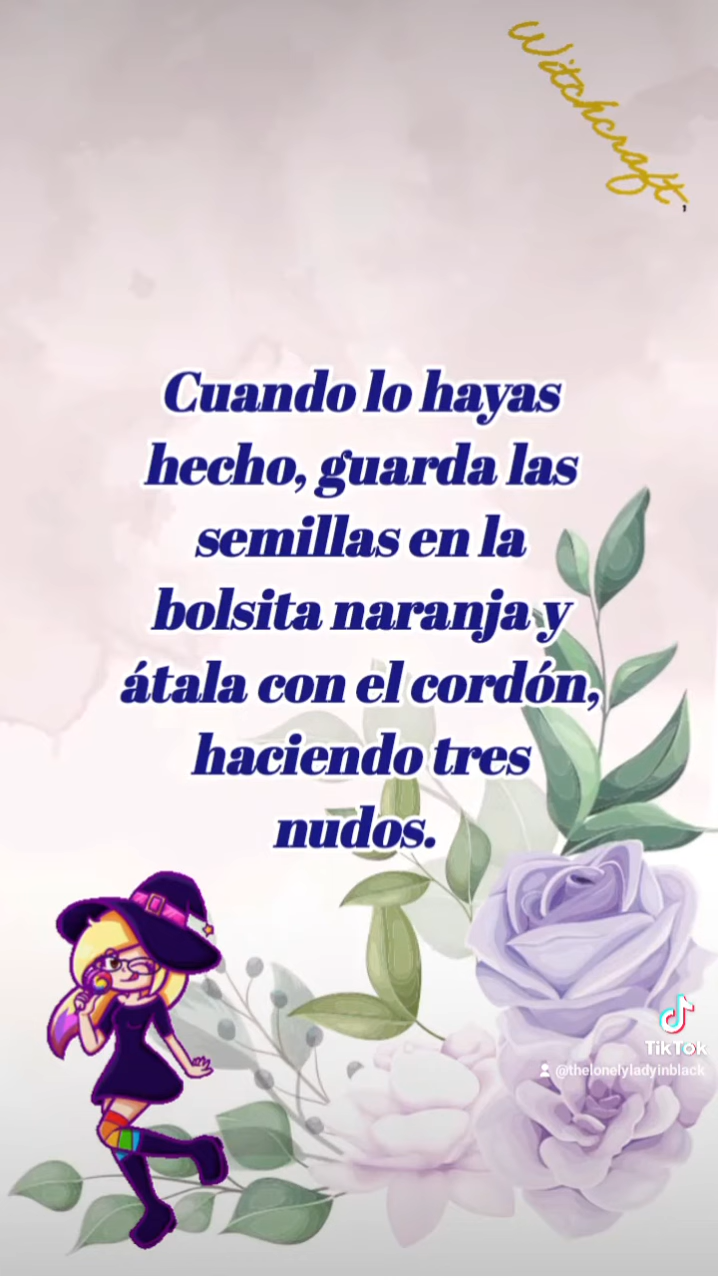 Witchcraft,
Cuando lo hayas
hecho, guarda las
semillas en la
bolsita naranja y
átala con el cordón,
haciendo tres
nudos.
TikTok
@thelonelyladyinblack